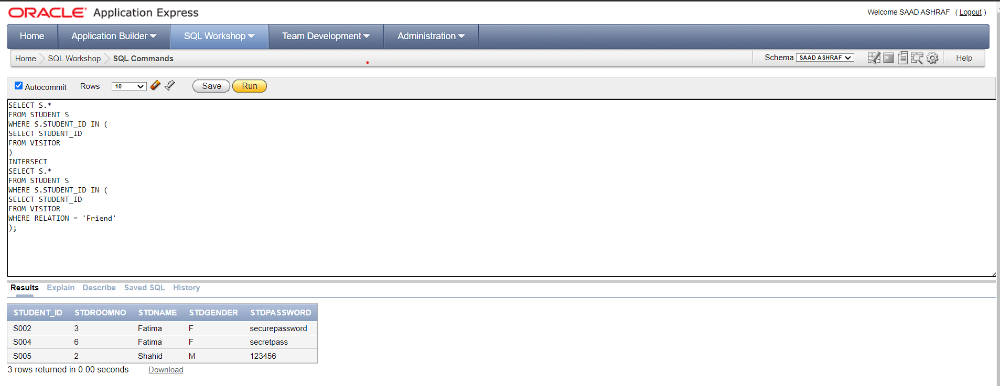 ORACLE Application Express
Welcome SAAD ASHRAF ( Logout )
Home Application Builder SQL Workshop Team Development Administration
Home SQL Workshop SQL Commands Schema SAAD ASHRAF Help
Autocommit Rows 10 Save Run
SELECT S.*
FROM STUDENT S
WHERE S.STUDENT_ID IN (
SELECT STUDENT_ID
FROM VISITOR
)
INTERSECT
SELECT S.*
FROM STUDENT S
WHERE S.STUDENT_ID IN (
SELECT STUDENT_ID
FROM VISITOR
WHERE RELATION = 'Friend'
);
Results Explain Describe Saved SQL History
STUDENT_ID STDROOMNO STDNAME STDGENDER STDPASSWORD
S002 3 Fatima F securepassword
S004 6 Fatima F secretpass
S005 2 Shahid M 123456
3 rows returned in 0.00 seconds Download